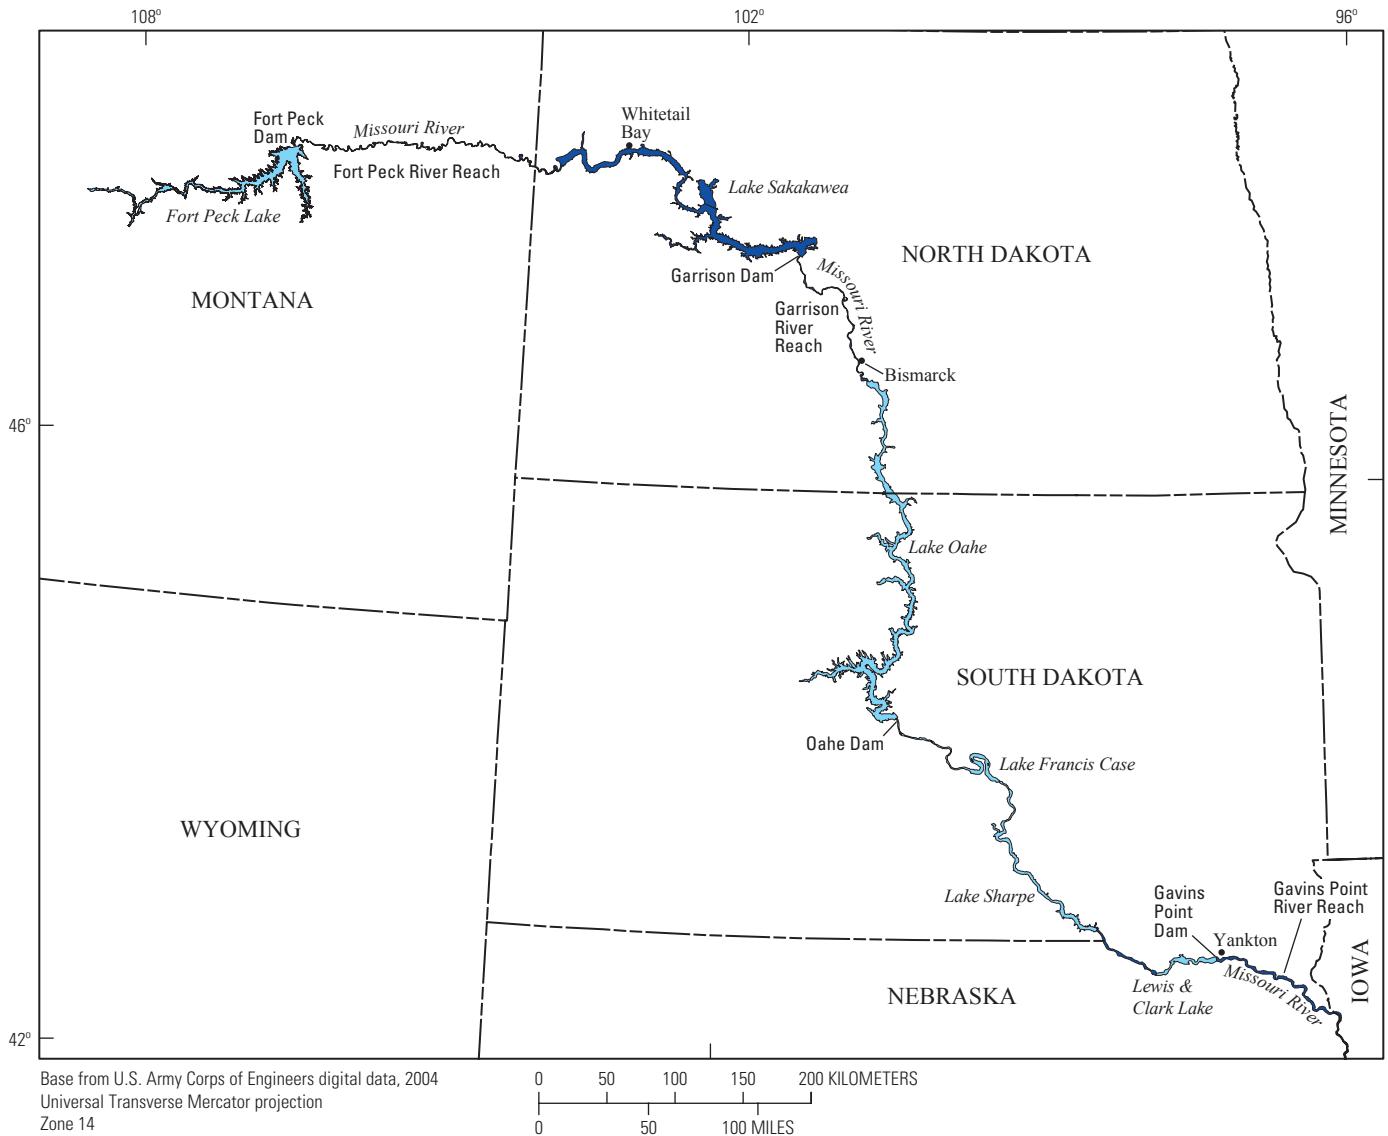 108º
102º
96º
Fort Peck
Dam
Missouri River
Whitetail
Bay
Fort Peck River Reach
Lake Sakakawea
Fort Peck Lake
NORTH DAKOTA
Garrison Dam
Missouri River
MONTANA
Garrison
River
Reach
Bismarck
46º
MINNESOTA
Lake Oahe
SOUTH DAKOTA
Oahe Dam
Lake Francis Case
WYOMING
Lake Sharpe
Gavins
Point
Dam
Gavins Point
River Reach
Yankton
IOWA
Missouri River
NEBRASKA
Lewis &
Clark Lake
42º
Base from U.S. Army Corps of Engineers digital data, 2004
Universal Transverse Mercator projection
Zone 14
0 50 100 150 200 KILOMETERS
0 50 100 MILES